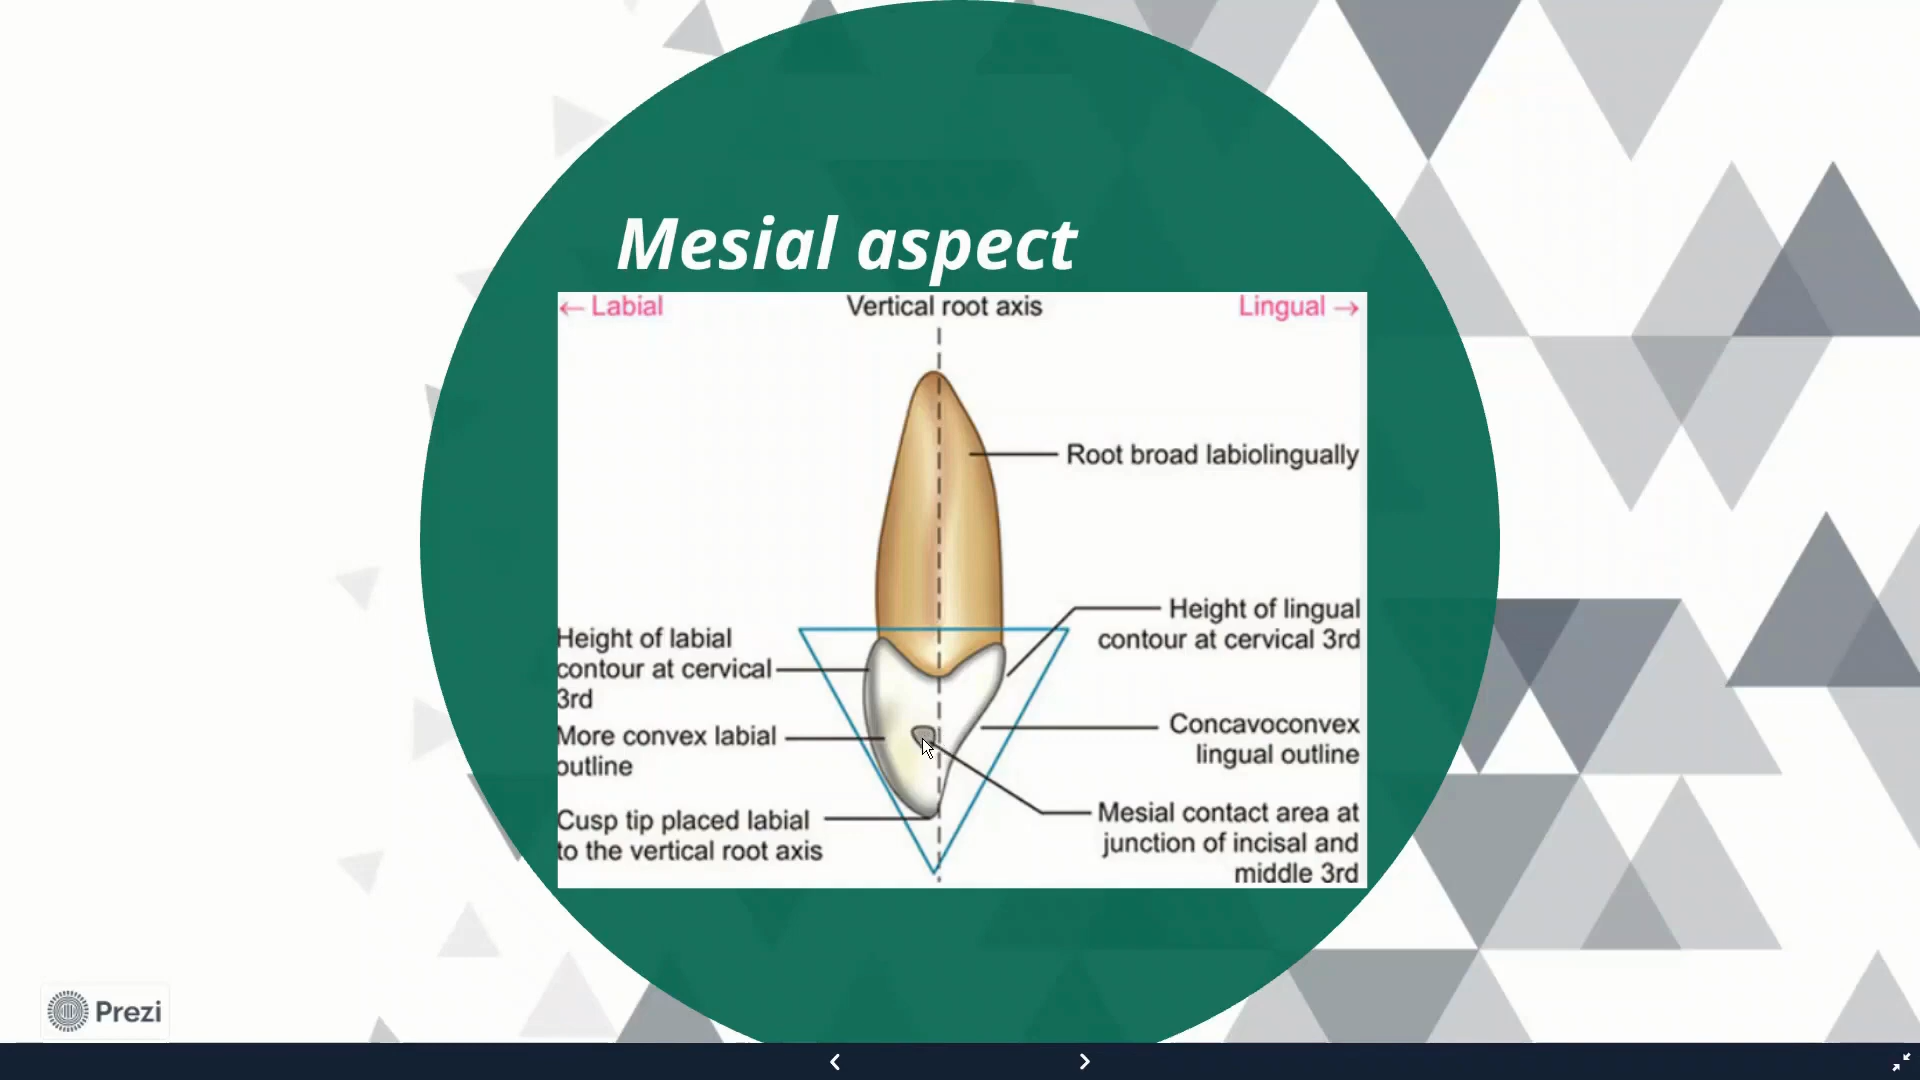 Mesial aspect
← Labial
Vertical root axis
Lingual →
Root broad labiolingually
Height of lingual
contour at cervical 3rd
Height of labial
contour at cervical
3rd
More convex labial
outline
Concavoconvex
lingual outline
Cusp tip placed labial
to the vertical root axis
Mesial contact area at
junction of incisal and
middle 3rd
Prezi